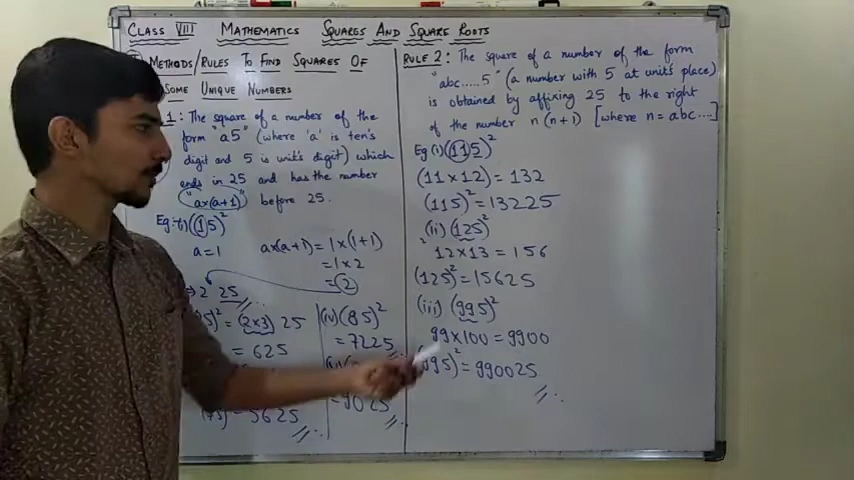 CLASS VIII MATHEMATICS SQUARES AND SQUARE ROOTS
METHODS/RULES TO FIND SQUARES OF
SOME UNIQUE NUMBERS
1: The square of a number of the
form "a5" (where 'a' is ten's
digit and 5 is unit's digit) which
ends in 25 and has the number
"ax(a+1)" before 25.
Eg:-(i) (15)²
a=1 ax(a+1) = 1x(1+1)
= 1x2
= 2
2 25
= (2x3) 25
= 625
= 5625
(iv) (85)²
= 7225
= 9025
RULE 2: The square of a number of the form
"abc.....5" (a number with 5 at unit's place)
is obtained by affixing 25 to the right
of the number n(n+1) [where n = abc....]
Eg (i) (115)²
(11x12) = 132
(115)² = 13225
(ii) (125)²
12x13 = 156
(125)² = 15625
(iii) (995)²
99x100 = 9900
95)² = 990025